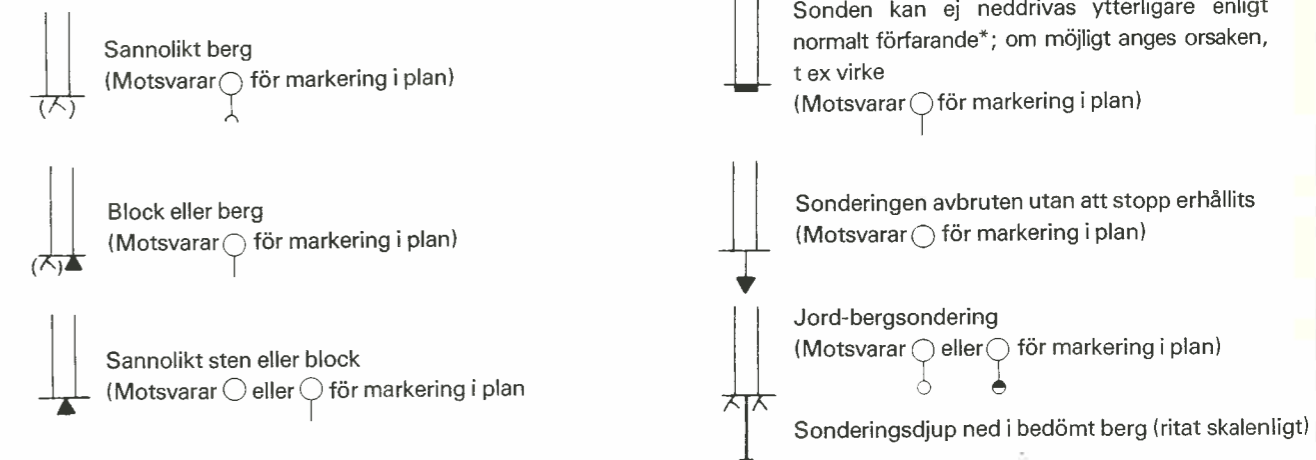 Sannolikt berg
(Motsvarar för markering i plan)
Block eller berg
(Motsvarar för markering i plan)
Sannolikt sten eller block
(Motsvarar eller för markering i plan
Sonden kan ej neddrivas ytterligare enligt
normalt förfarande*; om möjligt anges orsaken,
t ex virke
(Motsvarar för markering i plan)
Sonderingen avbruten utan att stopp erhållits
(Motsvarar för markering i plan)
Jord-bergsondering
(Motsvarar eller för markering i plan)
Sonderingsdjup ned i bedömt berg (ritat skalenligt)